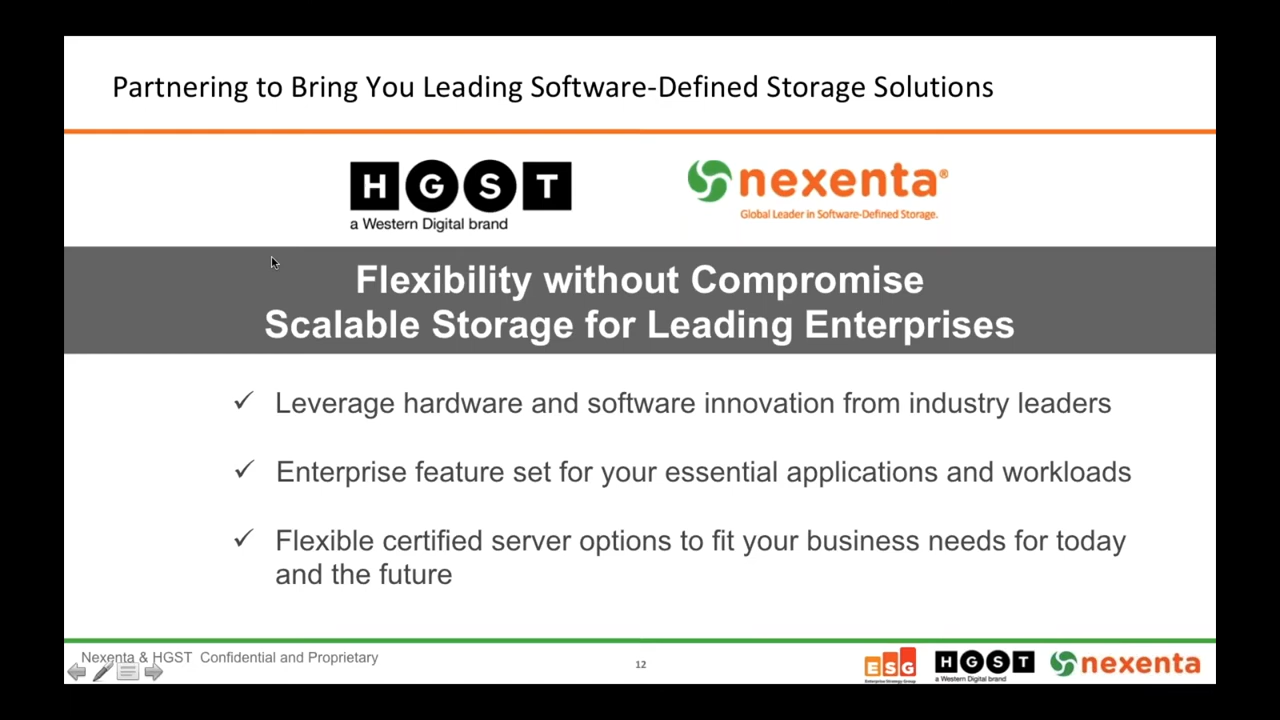 Partnering to Bring You Leading Software-Defined Storage Solutions
HGST
a Western Digital brand
nexenta®
Global Leader in Software-Defined Storage.
Flexibility without Compromise
Scalable Storage for Leading Enterprises
✓ Leverage hardware and software innovation from industry leaders
✓ Enterprise feature set for your essential applications and workloads
✓ Flexible certified server options to fit your business needs for today
and the future
Nexenta & HGST Confidential and Proprietary
12
ESG
Enterprise Strategy Group
HGST
a Western Digital brand
nexenta